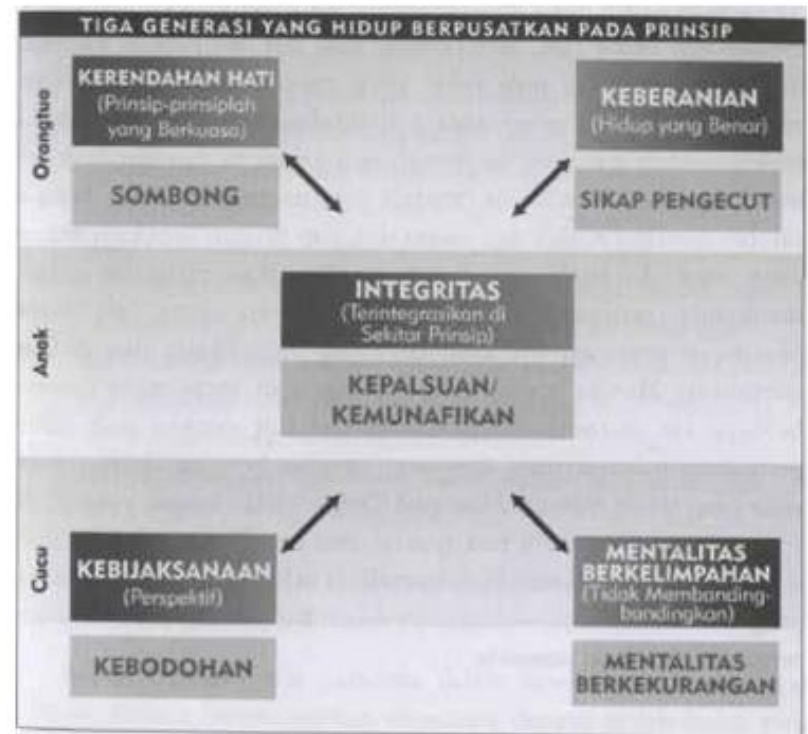 TIGA GENERASI YANG HIDUP BERPUSATKAN PADA PRINSIP
Orangtua
KERENDAHAN HATI
(Prinsip-prinsiplah
yang Berkuasa)
SOMBONG
KEBERANIAN
(Hidup yang Benar)
SIKAP PENGECUT
Anak
INTEGRITAS
(Terintegrasikan di
Sekitar Prinsip)
KEPALSUAN/
KEMUNAFIKAN
Cucu
KEBIJAKSANAAN
(Perspektif)
KEBODOHAN
MENTALITAS
BERKELIMPAHAN
(Tidak Membanding-
bandingkan)
MENTALITAS
BERKEKURANGAN